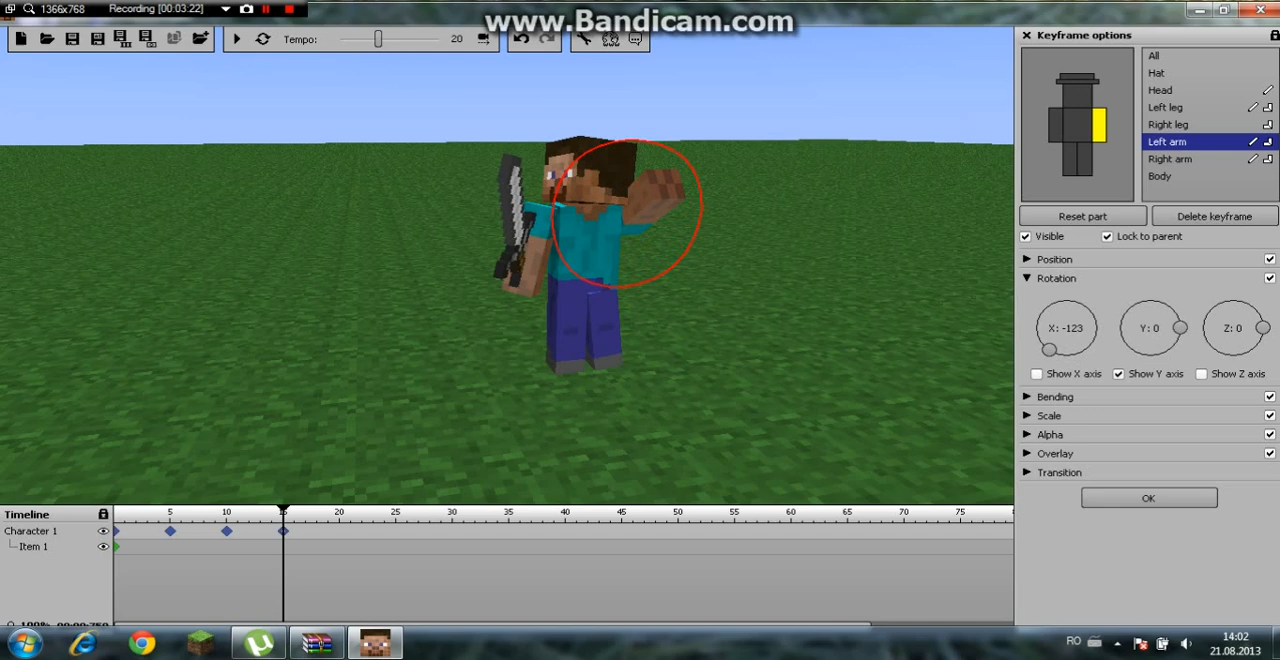 1366x768 Recording [00:03.22]
www.Bandicam.com
Tempo: 20
Keyframe options
All
Hat
Head
Left leg
Right leg
Left arm
Right arm
Body
Reset part Delete keyframe
Visible Lock to parent
Position
Rotation
X: -123 Y: 0 Z: 0
Show X axis Show Y axis Show Z axis
Bending
Scale
Alpha
Overlay
Transition
OK
Timeline 5 10 15 20 25 30 35 40 45 50 55 60 65 70 75
Character 1
Item 1
RO 14:02
21.08.2013